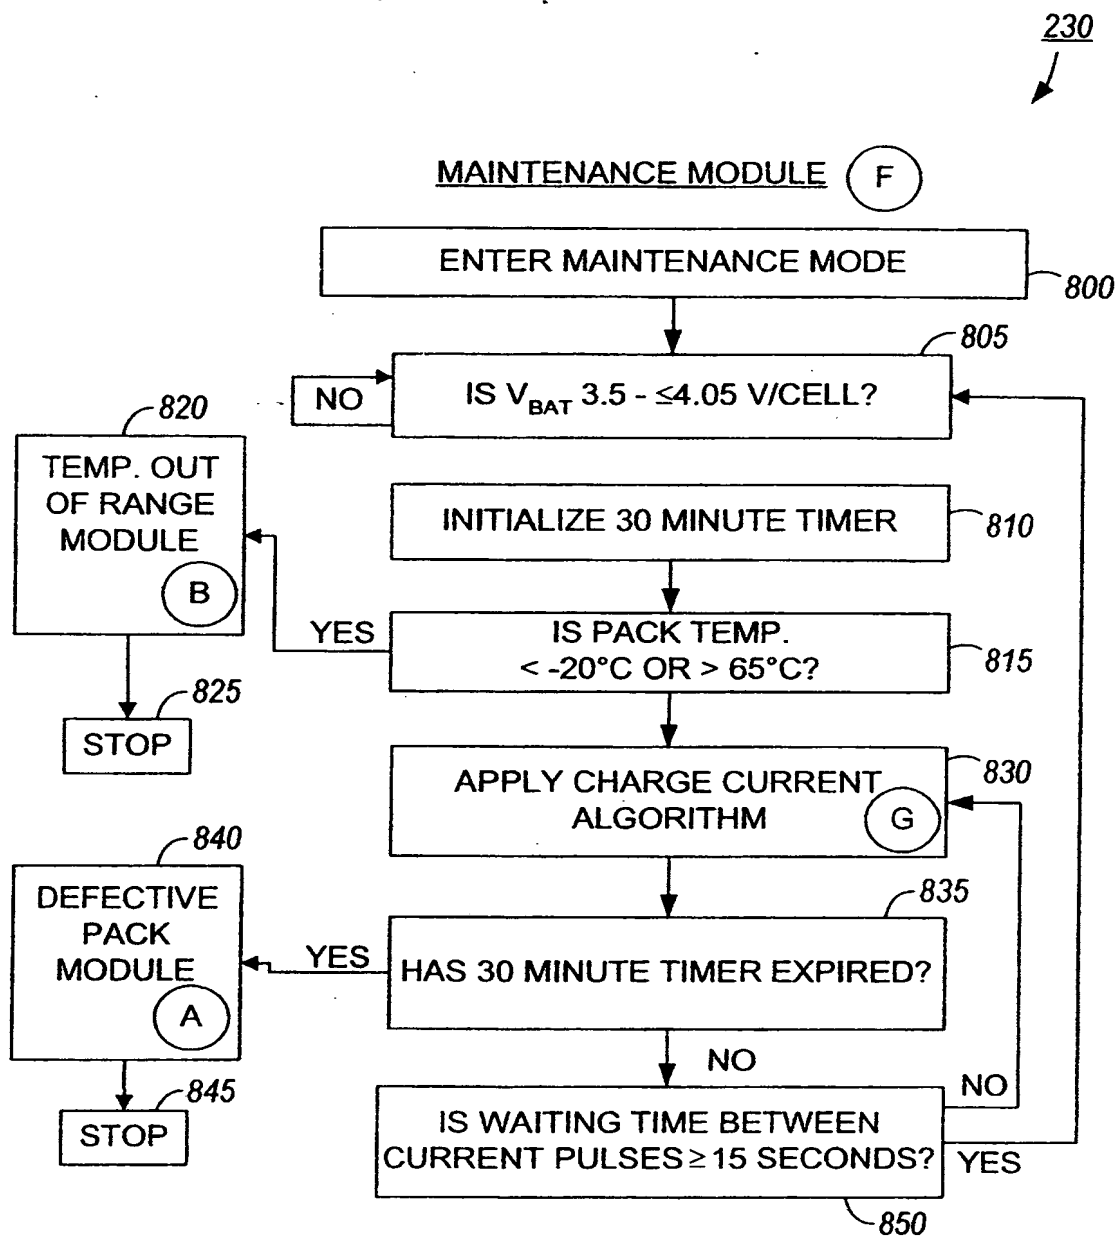 230
MAINTENANCE MODULE F
ENTER MAINTENANCE MODE
800
805
IS VBAT 3.5 - ≤4.05 V/CELL?
NO
820
TEMP. OUT
OF RANGE
MODULE
B
INITIALIZE 30 MINUTE TIMER
810
YES
IS PACK TEMP.
< -20°C OR > 65°C?
815
825
STOP
830
APPLY CHARGE CURRENT
ALGORITHM
G
840
DEFECTIVE
PACK
MODULE
A
835
YES
HAS 30 MINUTE TIMER EXPIRED?
NO
845
STOP
NO
IS WAITING TIME BETWEEN
CURRENT PULSES ≥ 15 SECONDS?
YES
850